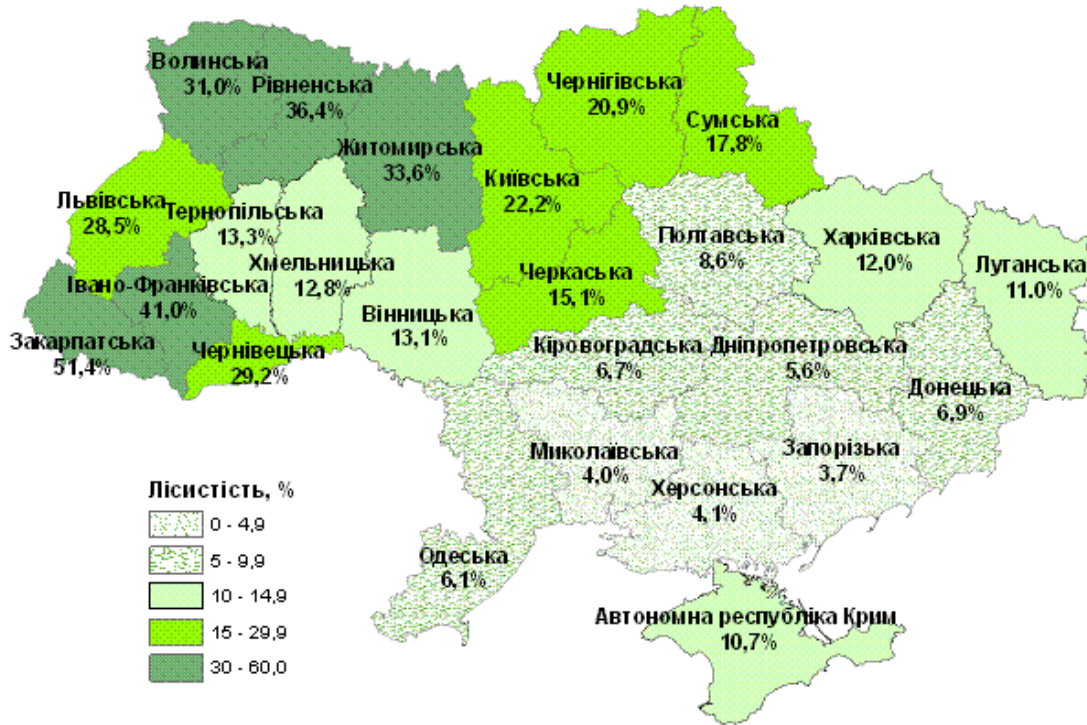 Волинська
31,0%
Рівненська
36,4%
Житомирська
33,6%
Чернігівська
20,9%
Сумська
17,8%
Київська
22,2%
Львівська
28,5%
Тернопільська
13,3%
Хмельницька
12,8%
Вінницька
13,1%
Черкаська
15,1%
Полтавська
8,6%
Харківська
12,0%
Луганська
11.0%
Івано-Франківська
41,0%
Закарпатська
51,4%
Чернівецька
29,2%
Кіровоградська
6,7%
Дніпропетровська
5,6%
Донецька
6,9%
Миколаївська
4,0%
Херсонська
4,1%
Запорізька
3,7%
Одеська
6,1%
Автономна республіка Крим
10,7%
Лісистість, %
0 - 4,9
5 - 9,9
10 - 14,9
15 - 29,9
30 - 60,0